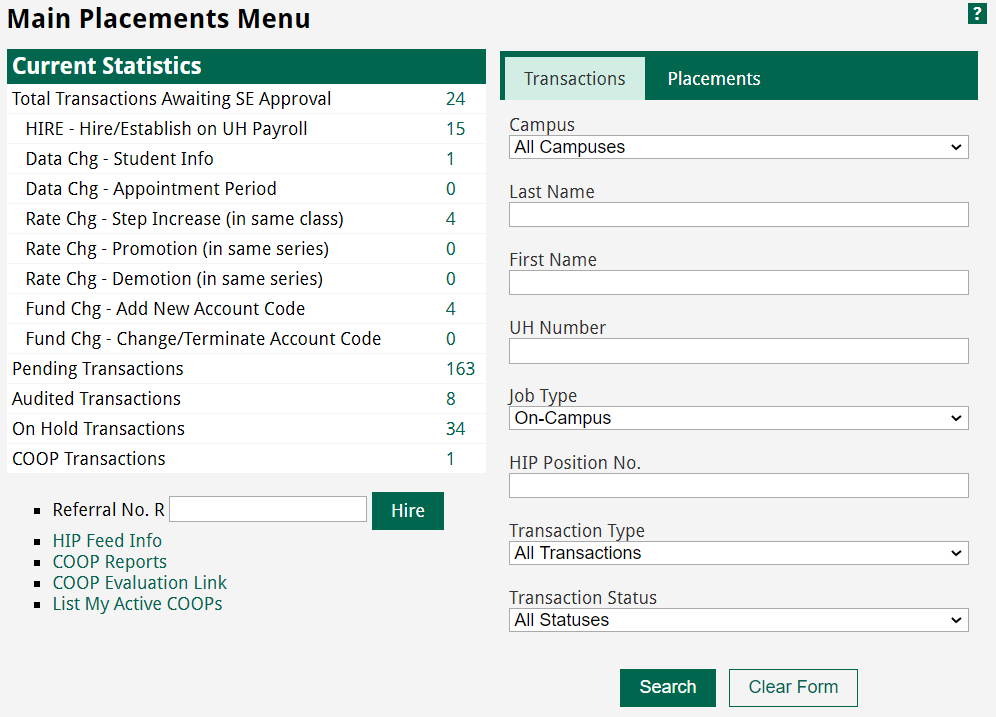 Main Placements Menu
?
Current Statistics
Total Transactions Awaiting SE Approval 24
HIRE - Hire/Establish on UH Payroll 15
Data Chg - Student Info 1
Data Chg - Appointment Period 0
Rate Chg - Step Increase (in same class) 4
Rate Chg - Promotion (in same series) 0
Rate Chg - Demotion (in same series) 0
Fund Chg - Add New Account Code 4
Fund Chg - Change/Terminate Account Code 0
Pending Transactions 163
Audited Transactions 8
On Hold Transactions 34
COOP Transactions 1
Referral No. R Hire
HIP Feed Info
COOP Reports
COOP Evaluation Link
List My Active COOPs
Transactions Placements
Campus
All Campuses
Last Name
First Name
UH Number
Job Type
On-Campus
HIP Position No.
Transaction Type
All Transactions
Transaction Status
All Statuses
Search Clear Form